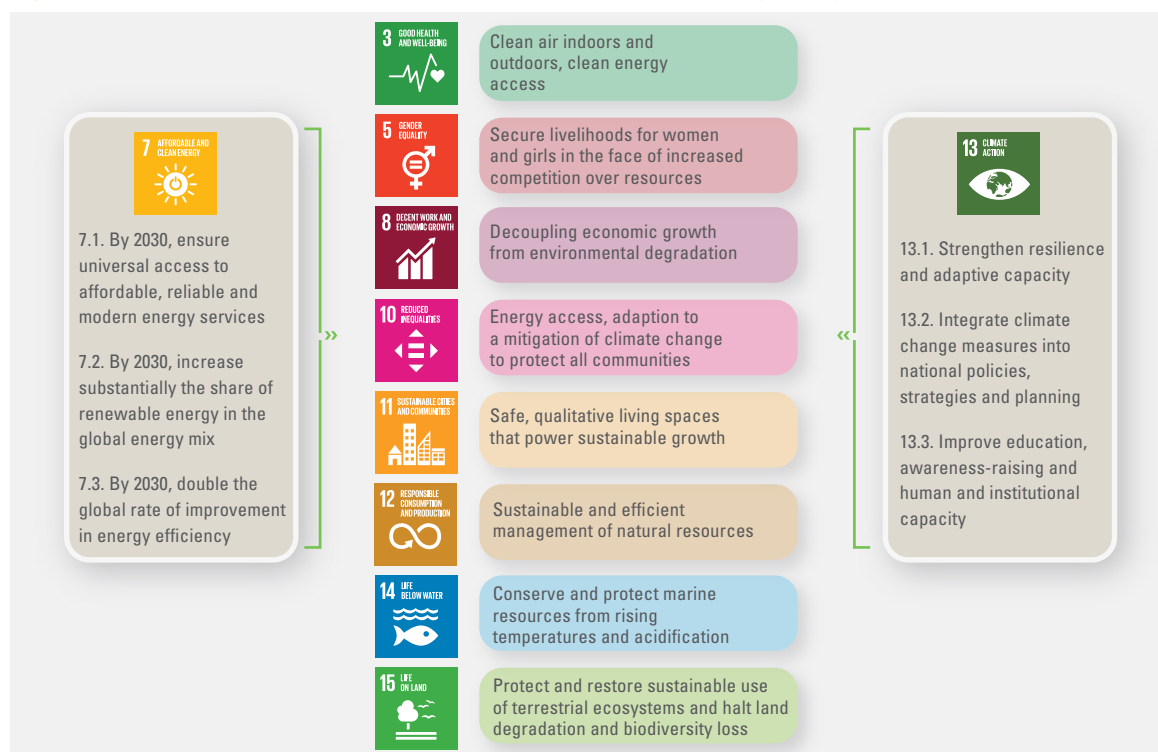 7 AFFORDABLE AND
CLEAN ENERGY
7.1. By 2030, ensure
universal access to
affordable, reliable and
modern energy services
7.2. By 2030, increase
substantially the share of
renewable energy in the
global energy mix
7.3. By 2030, double the
global rate of improvement
in energy efficiency
»
3 GOOD HEALTH
AND WELL-BEING
Clean air indoors and
outdoors, clean energy
access
5 GENDER
EQUALITY
Secure livelihoods for women
and girls in the face of increased
competition over resources
8 DECENT WORK AND
ECONOMIC GROWTH
Decoupling economic growth
from environmental degradation
10 REDUCED
INEQUALITIES
Energy access, adaption to
a mitigation of climate change
to protect all communities
11 SUSTAINABLE CITIES
AND COMMUNITIES
Safe, qualitative living spaces
that power sustainable growth
12 RESPONSIBLE
CONSUMPTION
AND PRODUCTION
Sustainable and efficient
management of natural resources
14 LIFE
BELOW WATER
Conserve and protect marine
resources from rising
temperatures and acidification
15 LIFE
ON LAND
Protect and restore sustainable use
of terrestrial ecosystems and halt land
degradation and biodiversity loss
«
13 CLIMATE
ACTION
13.1. Strengthen resilience
and adaptive capacity
13.2. Integrate climate
change measures into
national policies,
strategies and planning
13.3. Improve education,
awareness-raising and
human and institutional
capacity